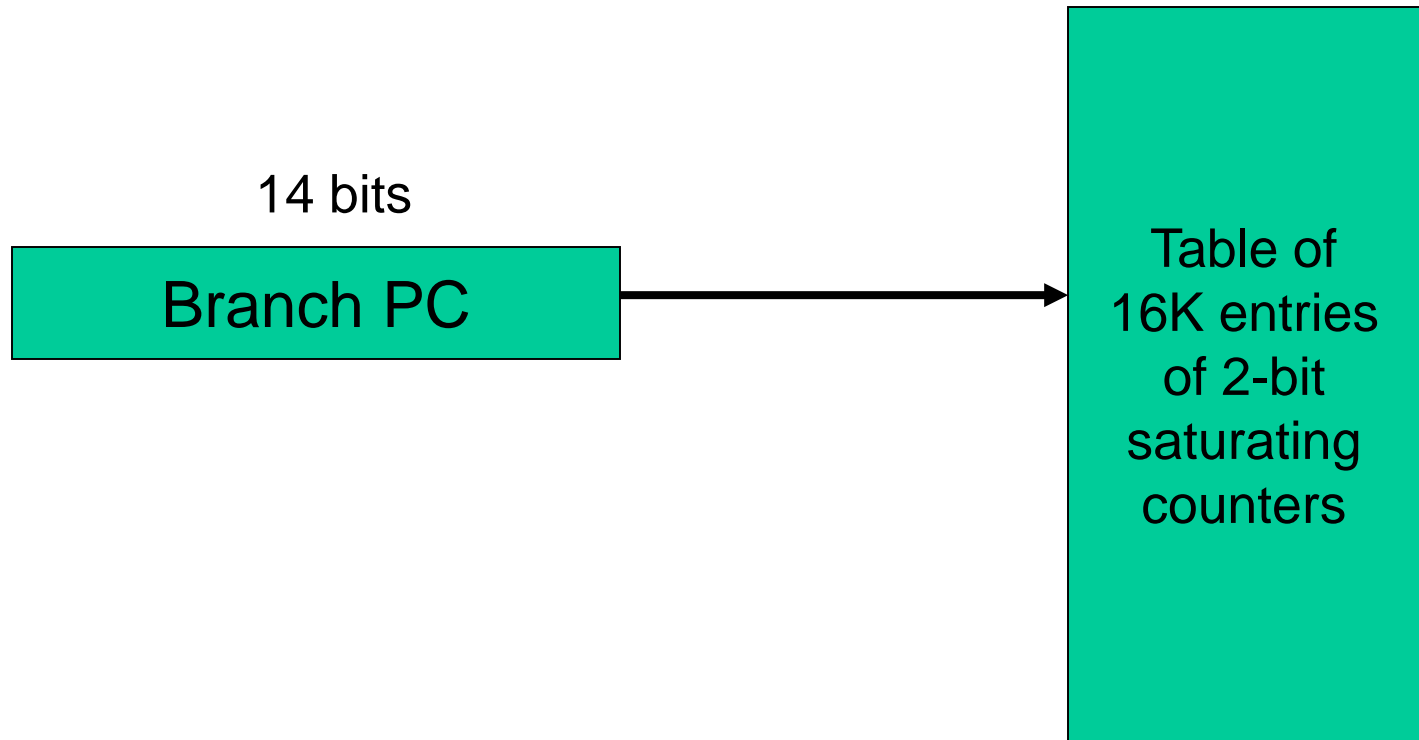 14 bits
Branch PC
Table of
16K entries
of 2-bit
saturating
counters